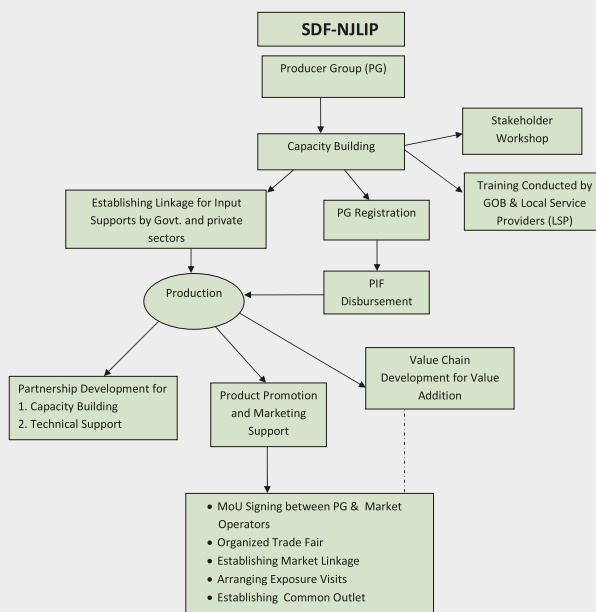 SDF-NJLIP
Producer Group (PG)
Capacity Building
Stakeholder
Workshop
Training Conducted by
GOB & Local Service
Providers (LSP)
Establishing Linkage for Input
Supports by Govt. and private
sectors
PG Registration
Production
PIF
Disbursement
Partnership Development for
1. Capacity Building
2. Technical Support
Product Promotion
and Marketing
Support
Value Chain
Development for Value
Addition
• MoU Signing between PG & Market
Operators
• Organized Trade Fair
• Establishing Market Linkage
• Arranging Exposure Visits
• Establishing Common Outlet